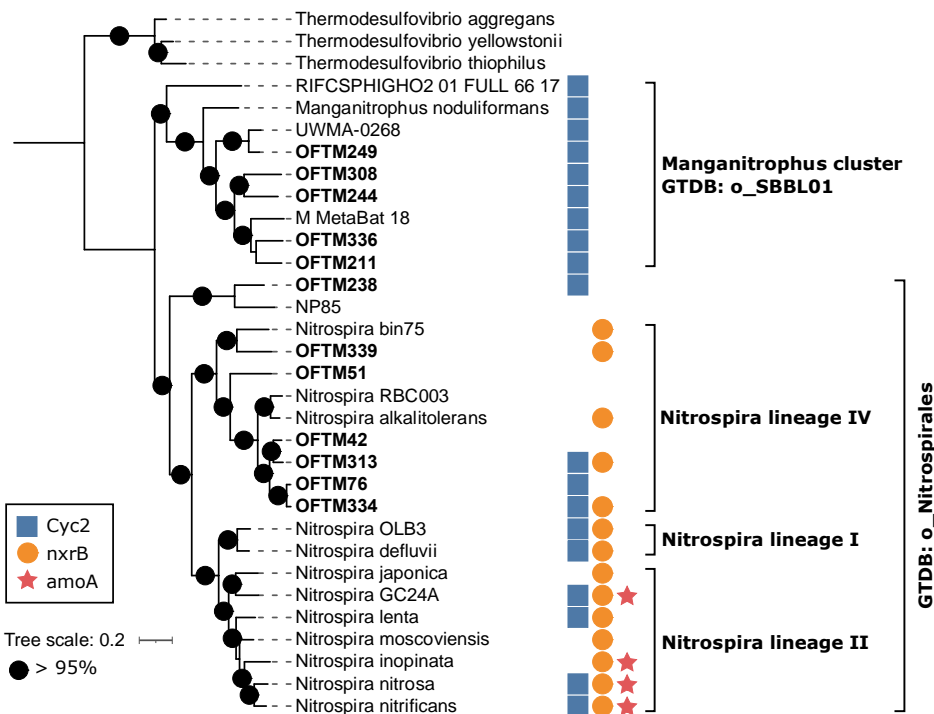 Thermodesulfovibrio aggregans
Thermodesulfovibrio yellowstonii
Thermodesulfovibrio thiophilus
RIFCSPHIGHO2 01 FULL 66 17
Manganitrophus noduliformans
UWMA-0268
OFTM249
OFTM308
OFTM244
M MetaBat 18
OFTM336
OFTM211
OFTM238
NP85
Nitrospira bin75
OFTM339
OFTM51
Nitrospira RBC003
Nitrospira alkalitolerans
OFTM42
OFTM313
OFTM76
OFTM334
Nitrospira OLB3
Nitrospira defluvii
Nitrospira japonica
Nitrospira GC24A
Nitrospira lenta
Nitrospira moscoviensis
Nitrospira inopinata
Nitrospira nitrosa
Nitrospira nitrificans
Manganitrophus cluster
GTDB: o_SBBL01
Nitrospira lineage IV
Nitrospira lineage I
Nitrospira lineage II
GTDB: o_Nitrospirales
Cyc2
nxrB
amoA
Tree scale: 0.2
> 95%